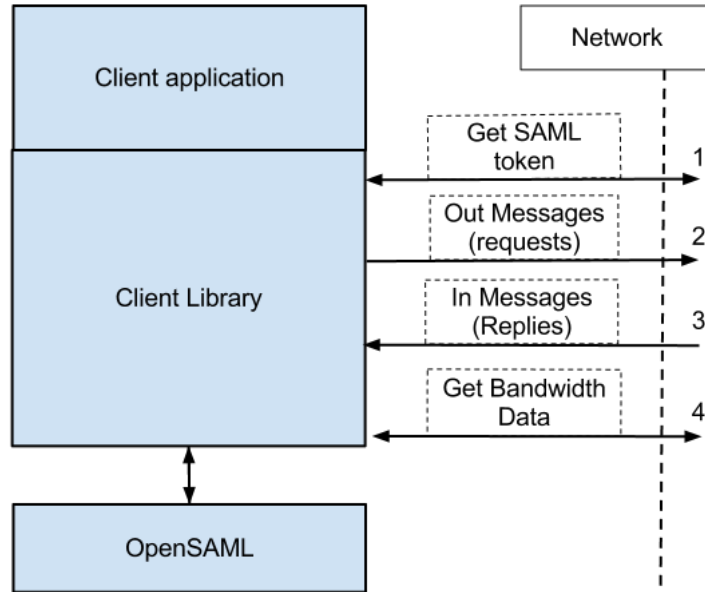 Client application
Network
Get SAML
token
1
Out Messages
(requests)
2
Client Library
In Messages
(Replies)
3
Get Bandwidth
Data
4
OpenSAML